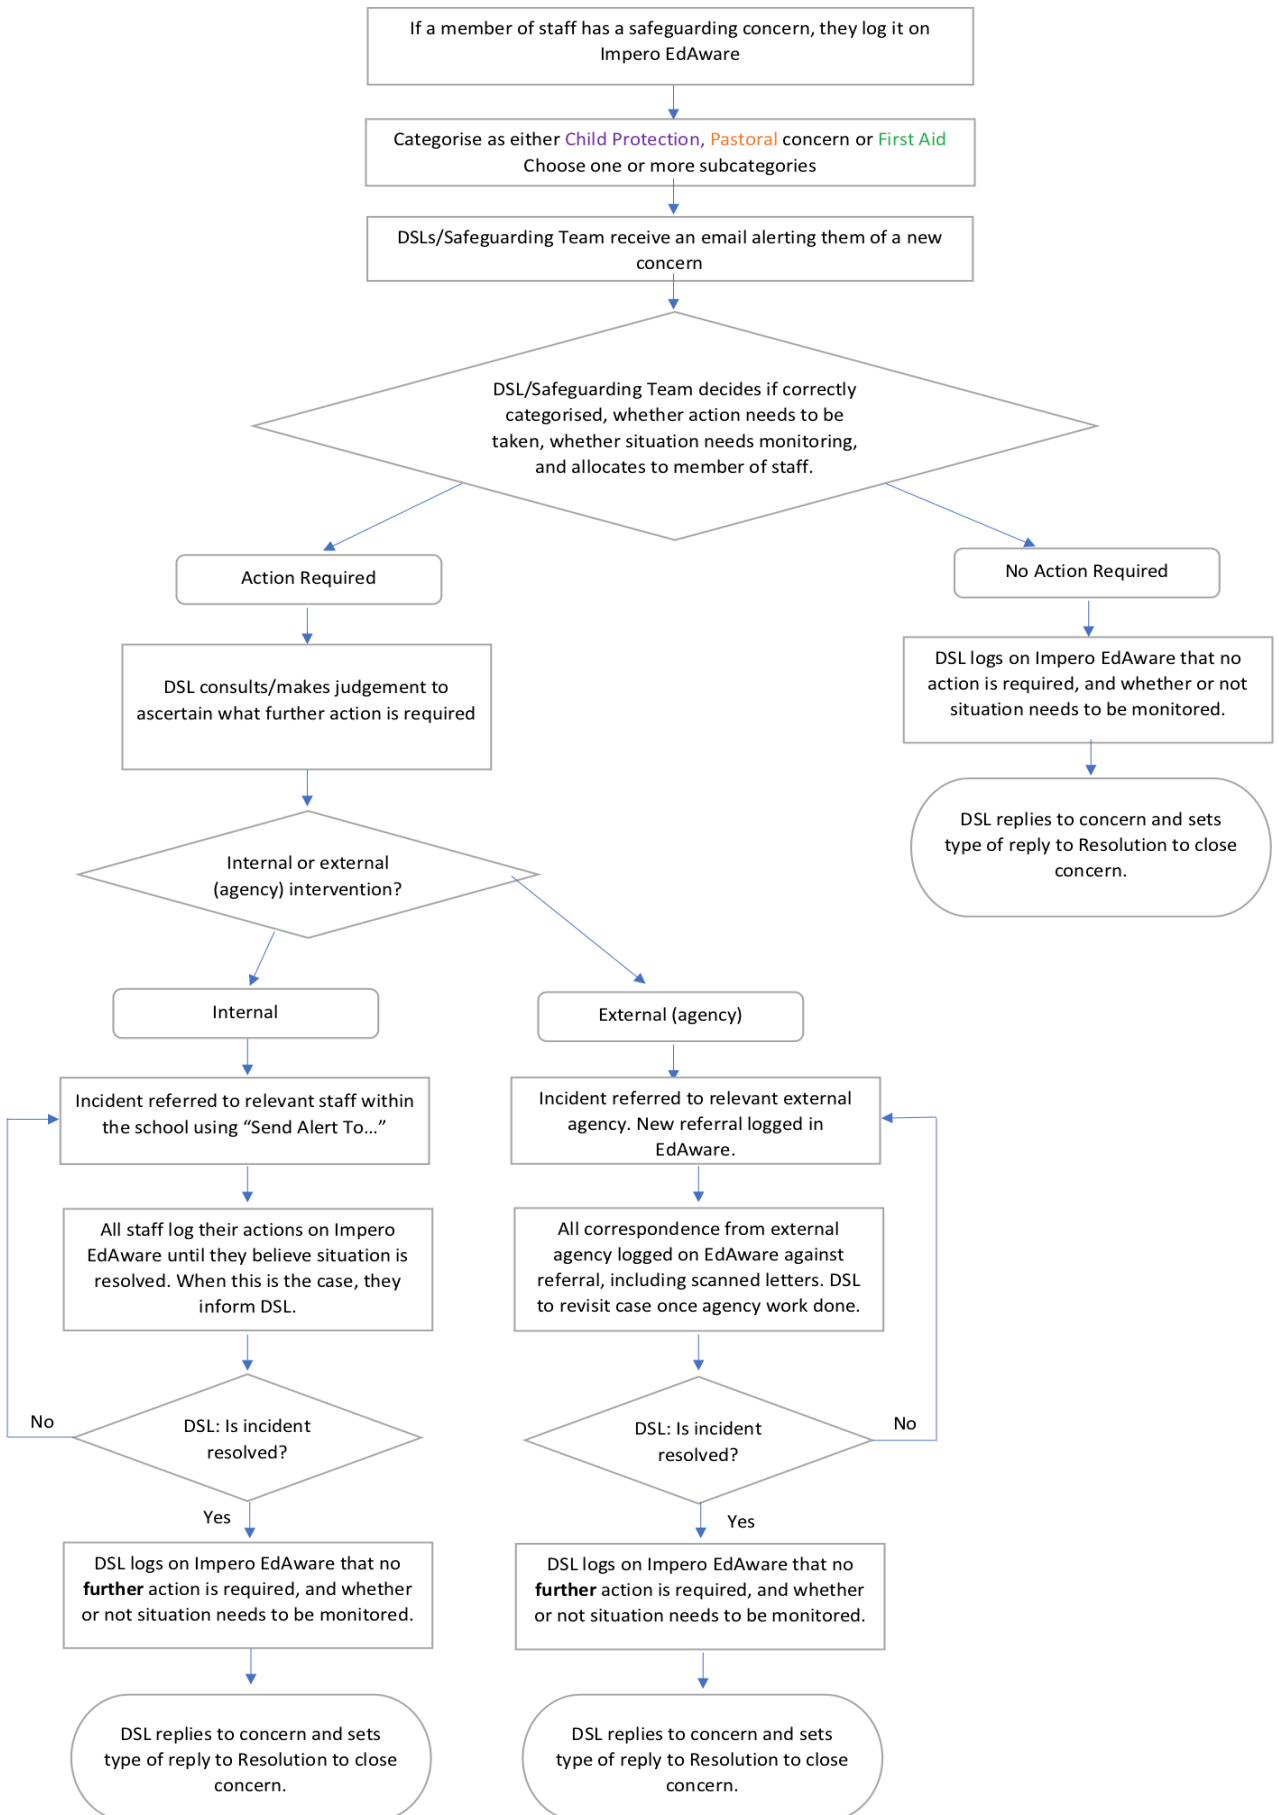 If a member of staff has a safeguarding concern, they log it on
Impero EdAware
Categorise as either Child Protection, Pastoral concern or First Aid
Choose one or more subcategories
DSLs/Safeguarding Team receive an email alerting them of a new
concern
DSL/Safeguarding Team decides if correctly
categorised, whether action needs to be
taken, whether situation needs monitoring,
and allocates to member of staff.
Action Required
No Action Required
DSL consults/makes judgement to
ascertain what further action is required
DSL logs on Impero EdAware that no
action is required, and whether or not
situation needs to be monitored.
DSL replies to concern and sets
type of reply to Resolution to close
concern.
Internal or external
(agency) intervention?
Internal
External (agency)
Incident referred to relevant staff within
the school using “Send Alert To…”
Incident referred to relevant external
agency. New referral logged in
EdAware.
All staff log their actions on Impero
EdAware until they believe situation is
resolved. When this is the case, they
inform DSL.
All correspondence from external
agency logged on EdAware against
referral, including scanned letters. DSL
to revisit case once agency work done.
No
DSL: Is incident
resolved?
DSL: Is incident
resolved?
No
Yes
Yes
DSL logs on Impero EdAware that no
further action is required, and whether
or not situation needs to be monitored.
DSL logs on Impero EdAware that no
further action is required, and whether
or not situation needs to be monitored.
DSL replies to concern and sets
type of reply to Resolution to close
concern.
DSL replies to concern and sets
type of reply to Resolution to close
concern.